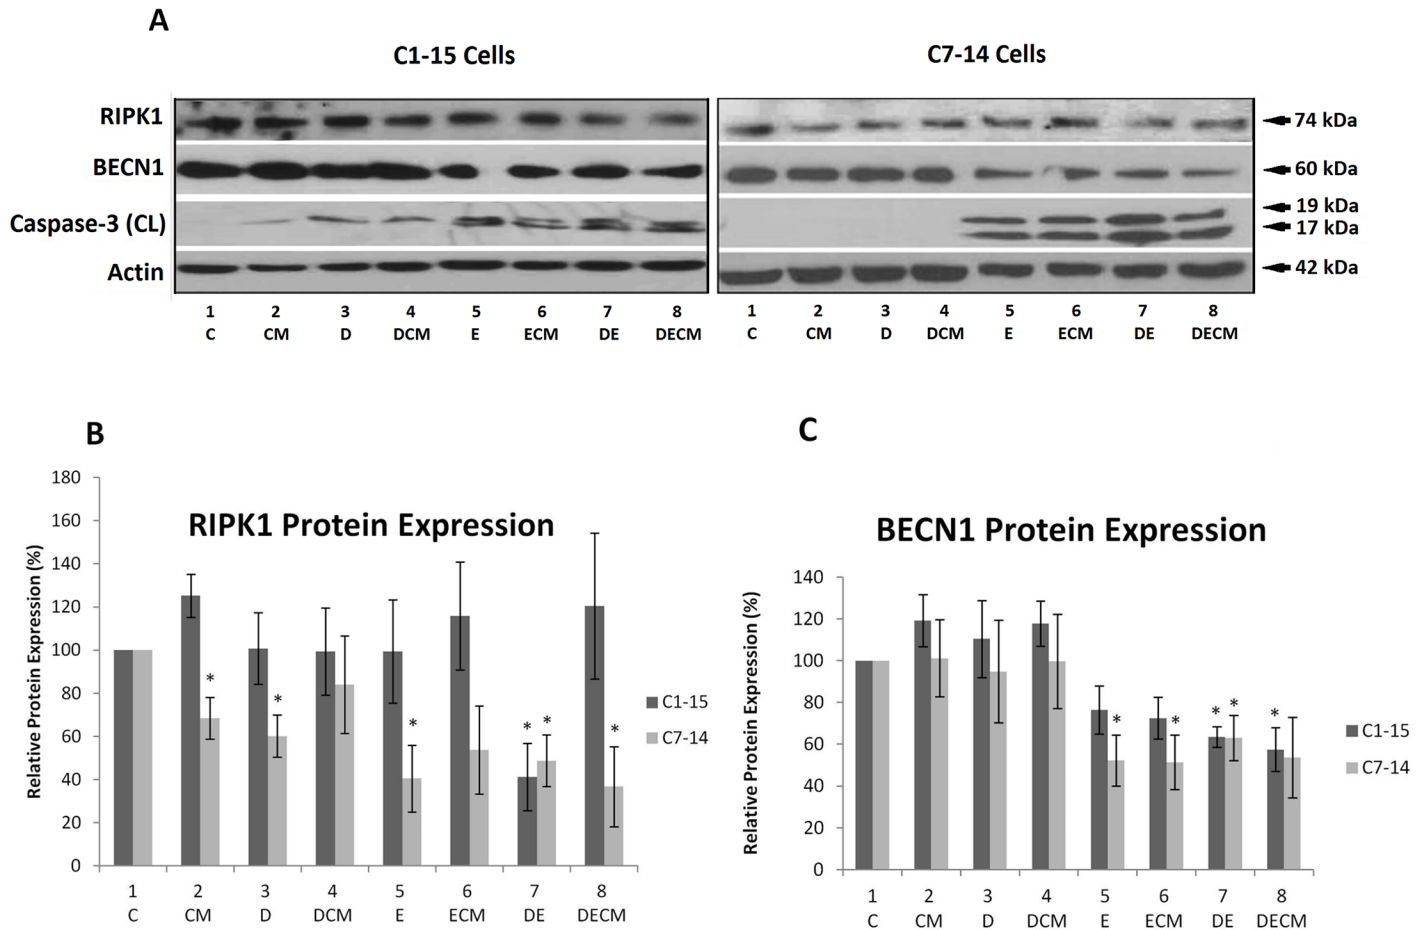 A
C1-15 Cells
C7-14 Cells
RIPK1
74 kDa
BECN1
60 kDa
19 kDa
Caspase-3 (CL)
17 kDa
Actin
42 kDa
1 2 3 4 5 6 7 8 1 2 3 4 5 6 7 8
C CM D DCM E ECM DE DECM C CM D DCM E ECM DE DECM
B
RIPK1 Protein Expression
Relative Protein Expression (%)
180
160
140
120
100
80
60
40
20
0
* * * * * *
C1-15
C7-14
1 2 3 4 5 6 7 8
C CM D DCM E ECM DE DECM
C
BECN1 Protein Expression
Relative Protein Expression (%)
140
120
100
80
60
40
20
0
* * * * *
C1-15
C7-14
1 2 3 4 5 6 7 8
C CM D DCM E ECM DE DECM